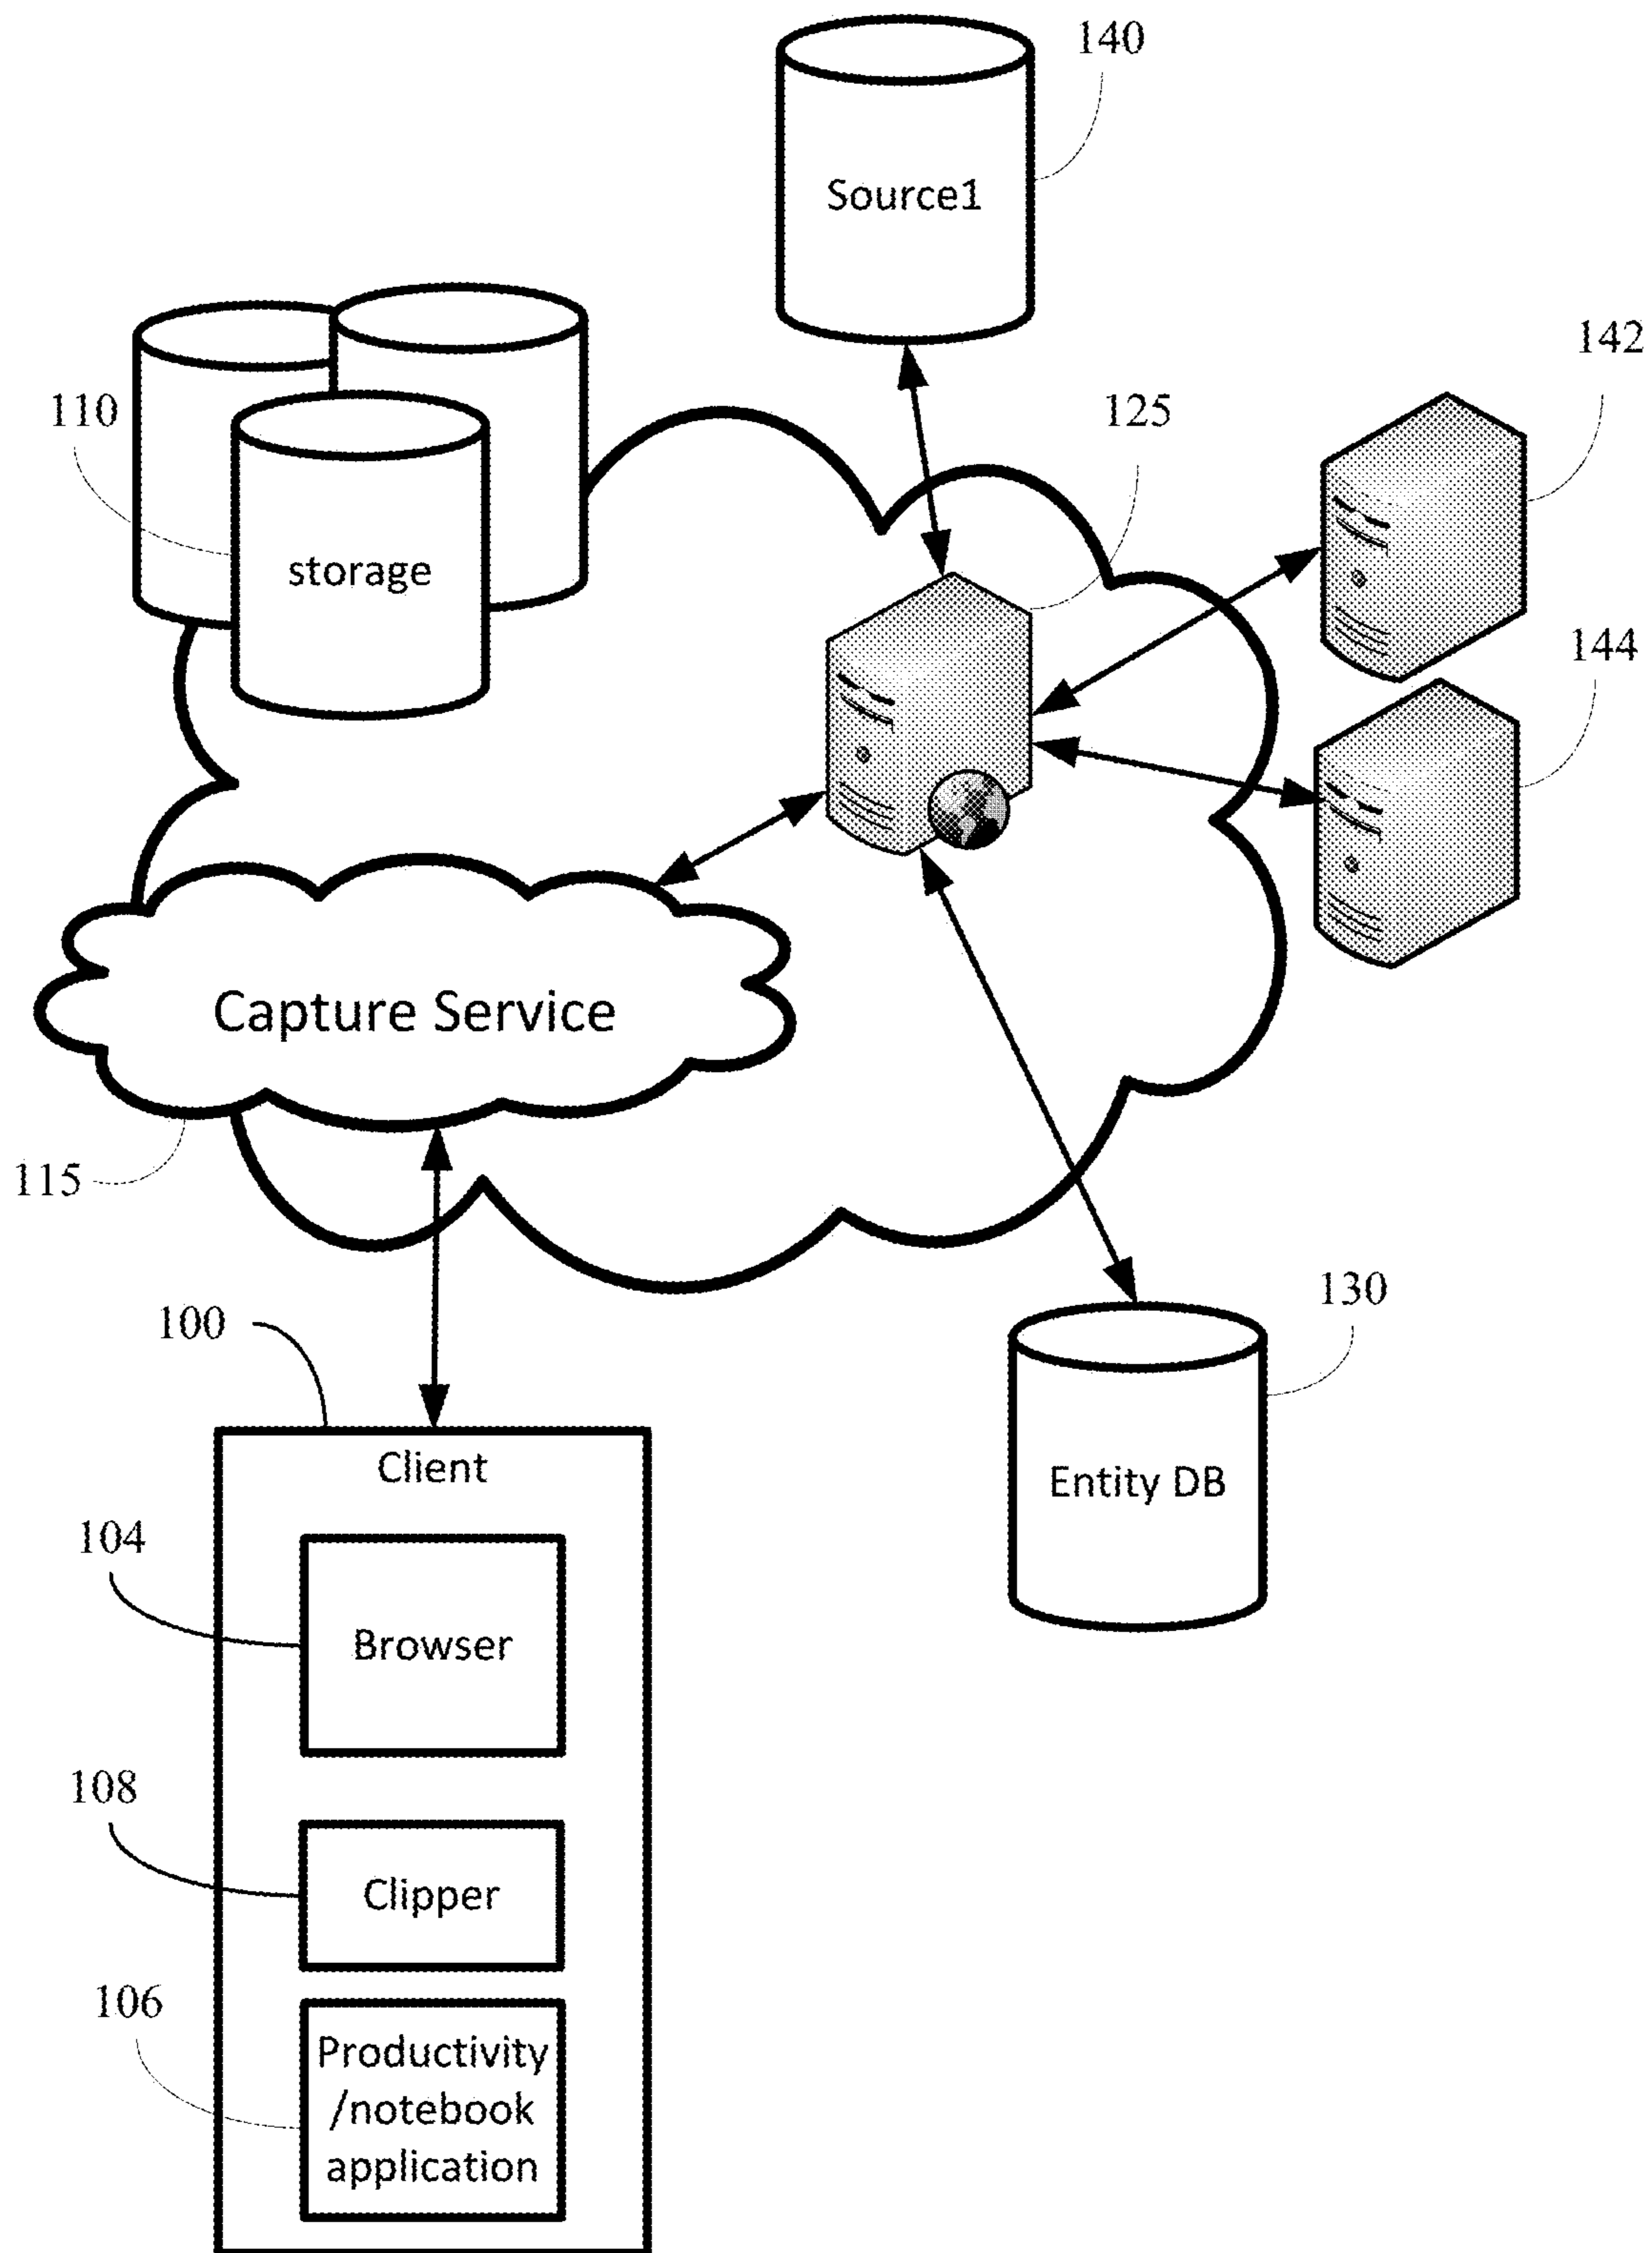 140
Source1
142
110
125
storage
144
Capture Service
115
100
130
Client
Entity DB
104
Browser
108
Clipper
106
Productivity
/notebook
application